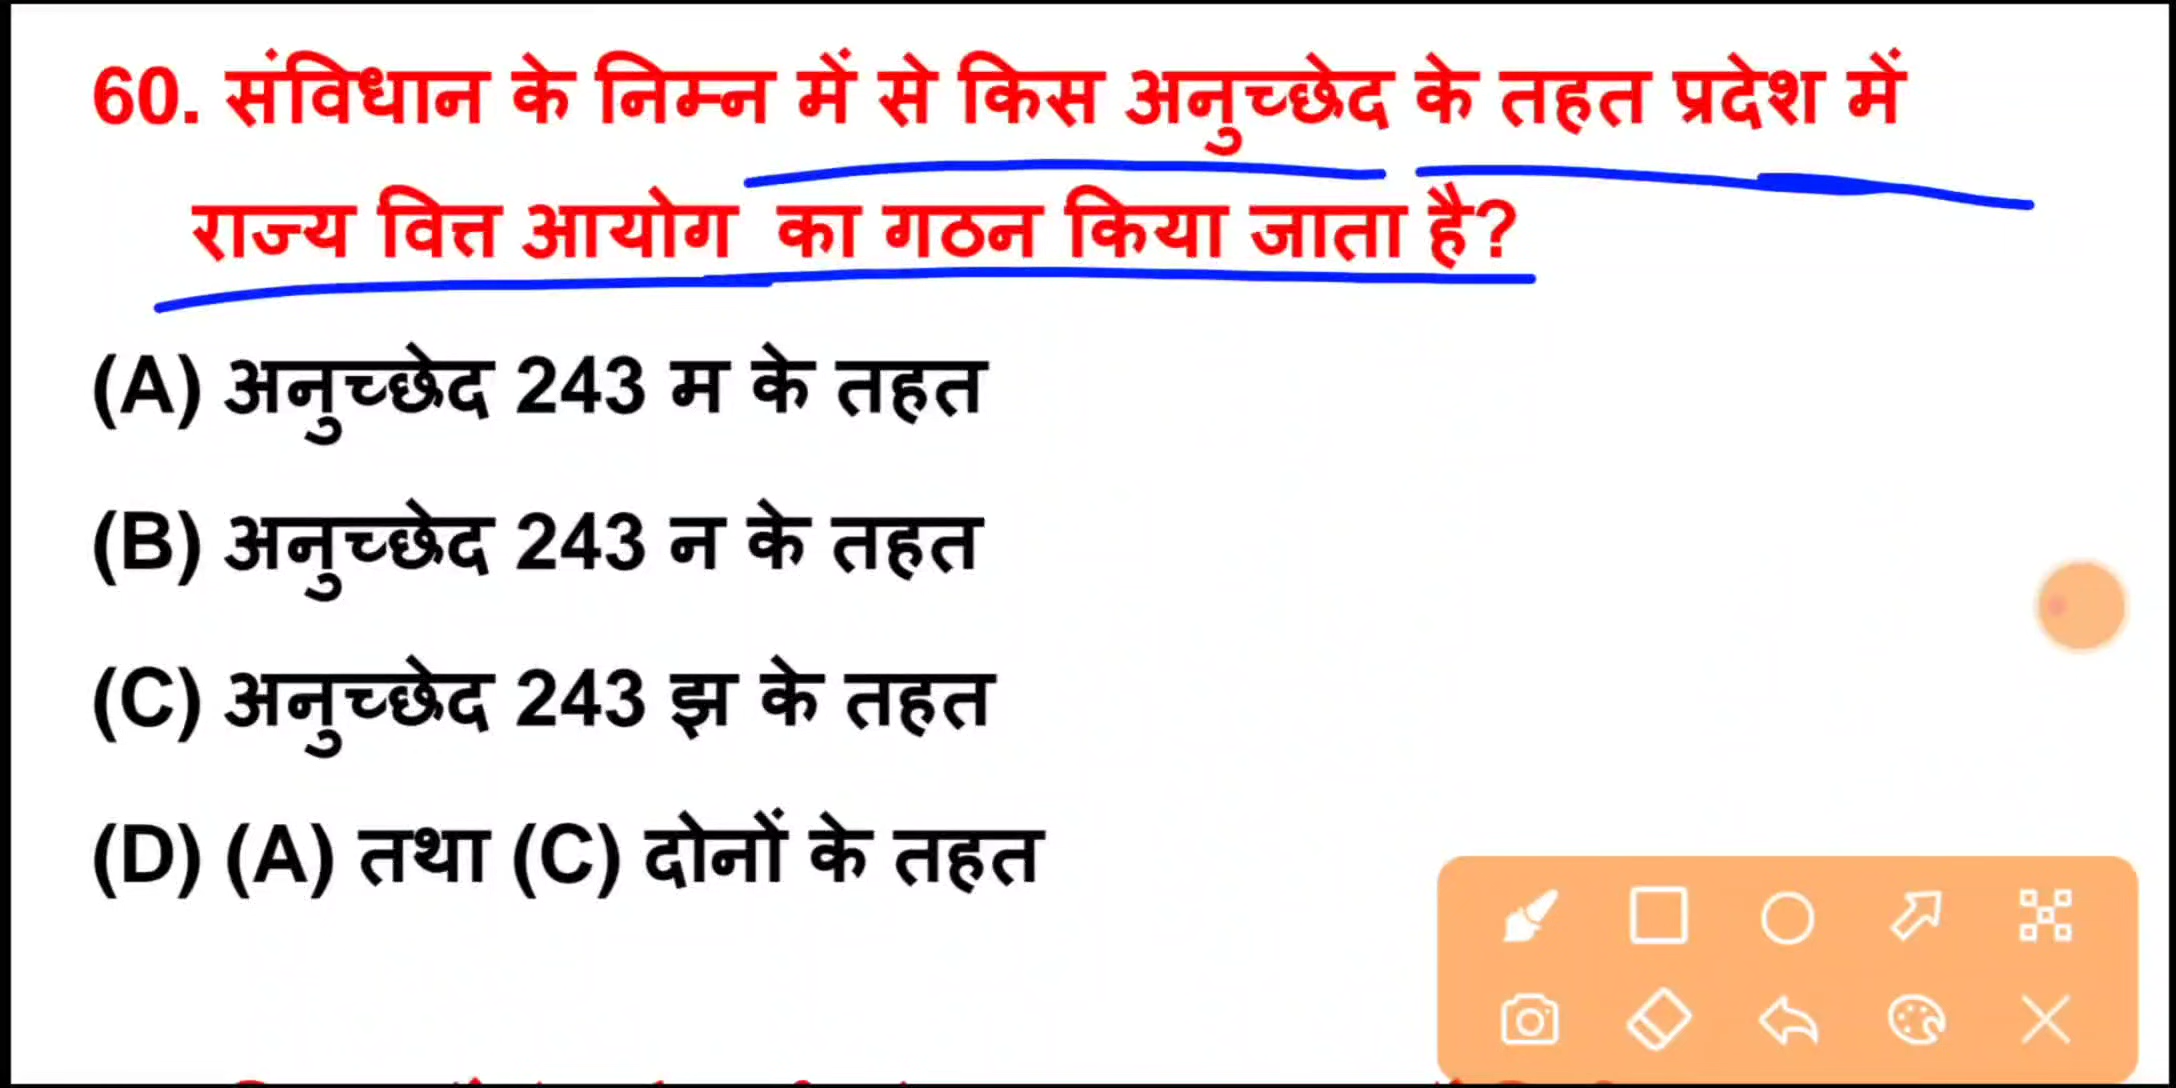 60. संविधान के निम्न में से किस अनुच्छेद के तहत प्रदेश में
राज्य वित्त आयोग का गठन किया जाता है?
(A) अनुच्छेद 243 म के तहत
(B) अनुच्छेद 243 न के तहत
(C) अनुच्छेद 243 झ के तहत
(D) (A) तथा (C) दोनों के तहत